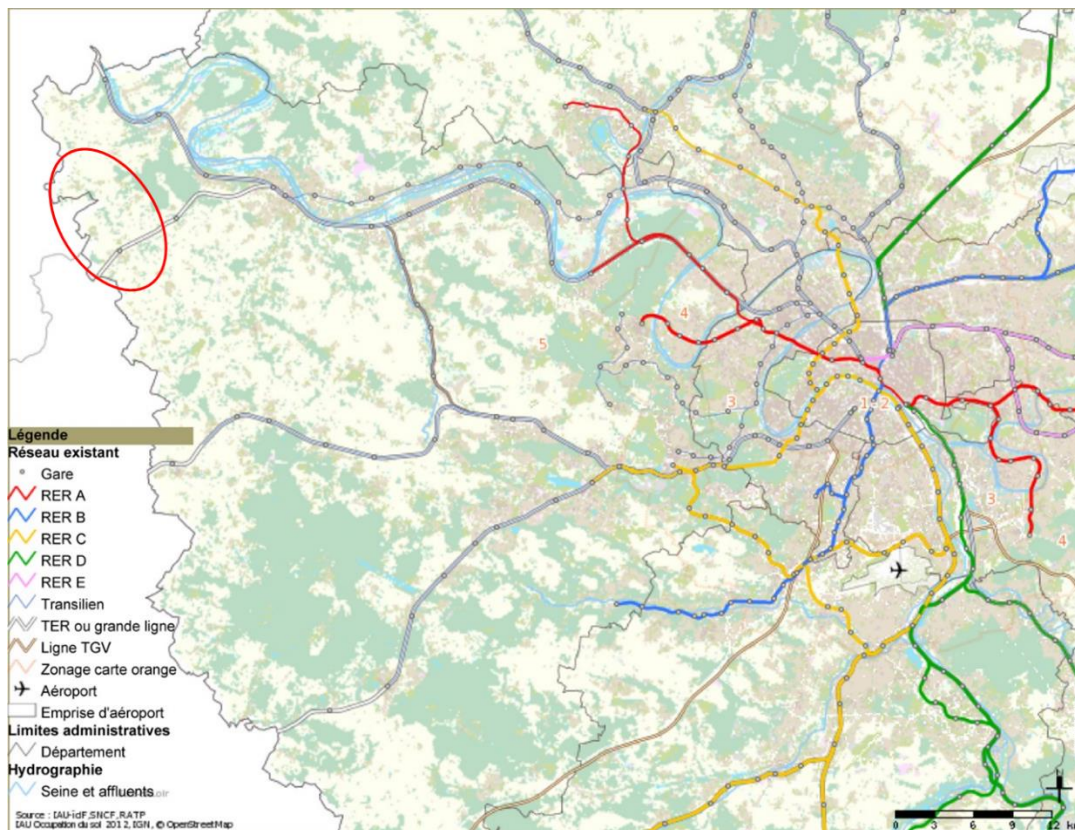 5
4
3
1 - 2
3
4
Légende
Réseau existant
Gare
RER A
RER B
RER C
RER D
RER E
Transilien
TER ou grande ligne
Ligne TGV
Zonage carte orange
Aéroport
Emprise d'aéroport
Limites administratives
Département
Hydrographie
Seine et affluents
Source : IAU-îdF,SNCF,RATP
IAU Occupation du sol 2012, IGN, © OpenStreetMap
0 3 6 9 12 k